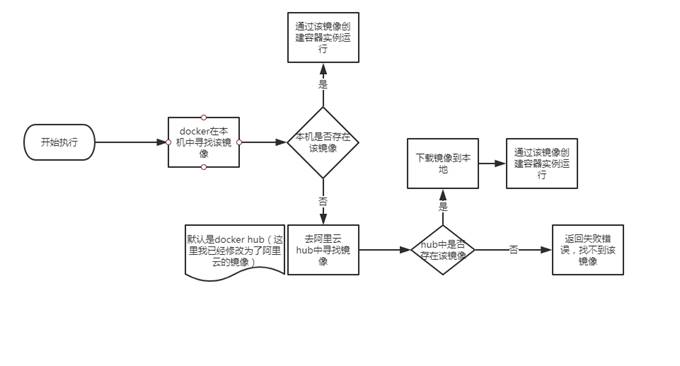 通过该镜像创
建容器实例运
行
是
开始执行
docker在本
机中寻找该镜
像
本机是否存在
该镜像
下载镜像到本
地
通过该镜像创
建容器实例运
行
否
是
默认是docker hub（这
里我已经修改为了阿里
云的镜像）
去阿里云
hub中寻找镜
像
hub中是否
存在该镜像
否
返回失败错
误，找不到该
镜像